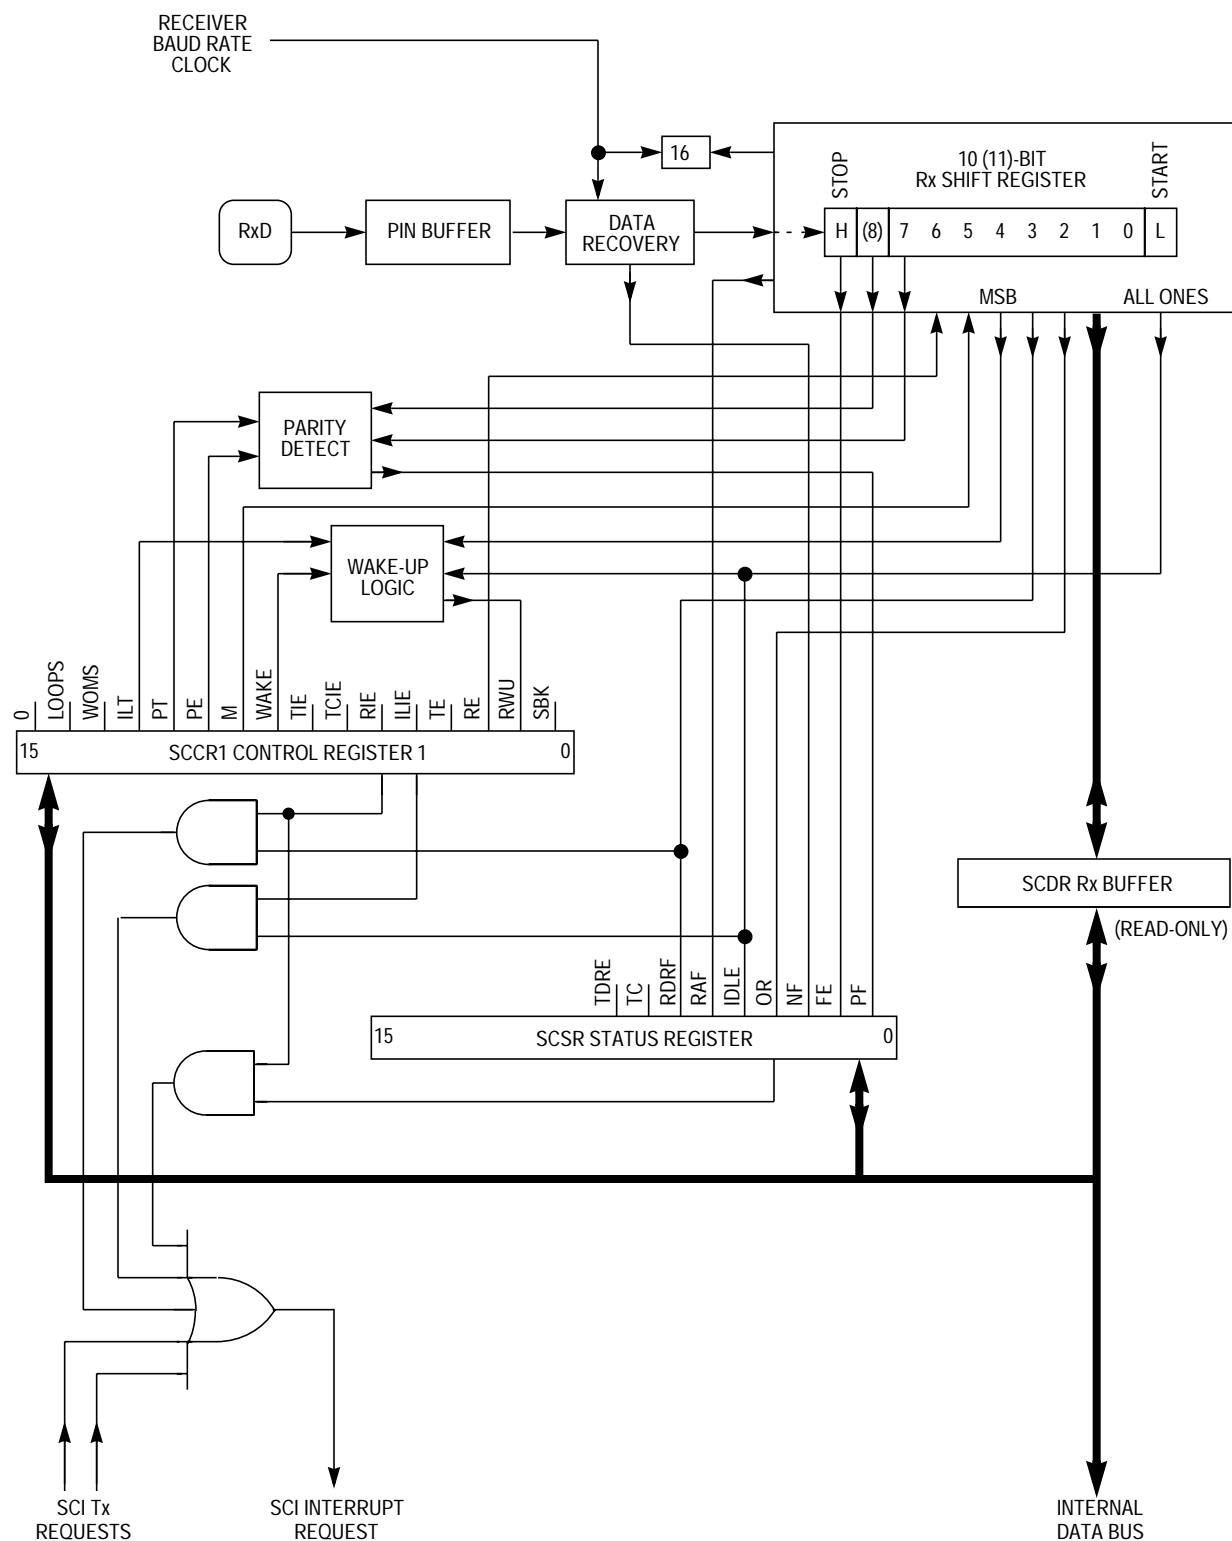 RECEIVER
BAUD RATE
CLOCK
16
10 (11)-BIT
Rx SHIFT REGISTER
STOP
START
RxD
PIN BUFFER
DATA
RECOVERY
H (8) 7 6 5 4 3 2 1 0 L
MSB
ALL ONES
PARITY
DETECT
WAKE-UP
LOGIC
0
LOOPS
WOMS
ILT
PT
PE
M
WAKE
TIE
TCIE
RIE
ILIE
TE
RE
RWU
SBK
15 SCCR1 CONTROL REGISTER 1 0
SCDR Rx BUFFER
(READ-ONLY)
TDRE
TC
RDRF
RAF
IDLE
OR
NF
FE
PF
15 SCSR STATUS REGISTER 0
SCI Tx
REQUESTS
SCI INTERRUPT
REQUEST
INTERNAL
DATA BUS